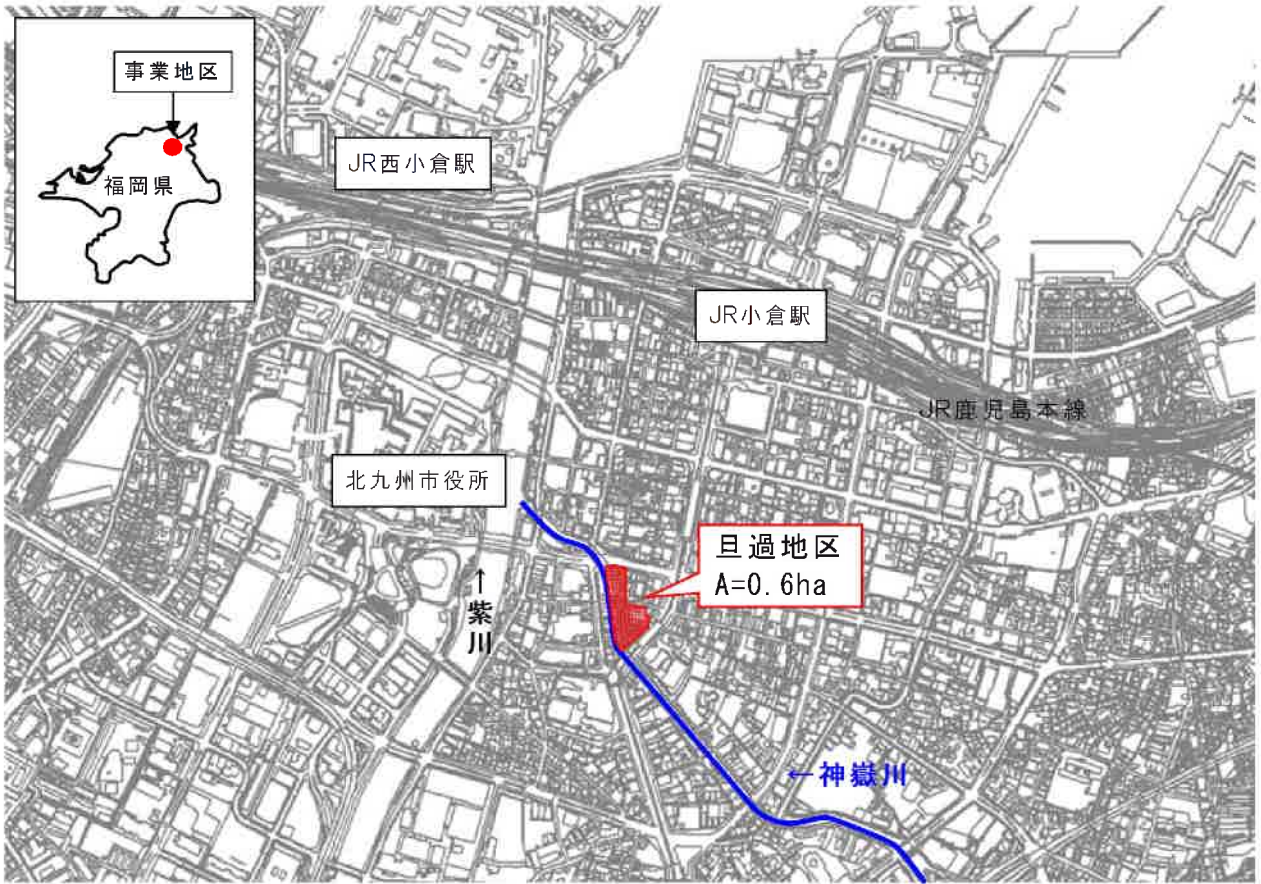 事業地区
福岡県
JR西小倉駅
JR小倉駅
JR鹿児島本線
北九州市役所
旦過地区
A=0.6ha
↑紫川
←神嶽川